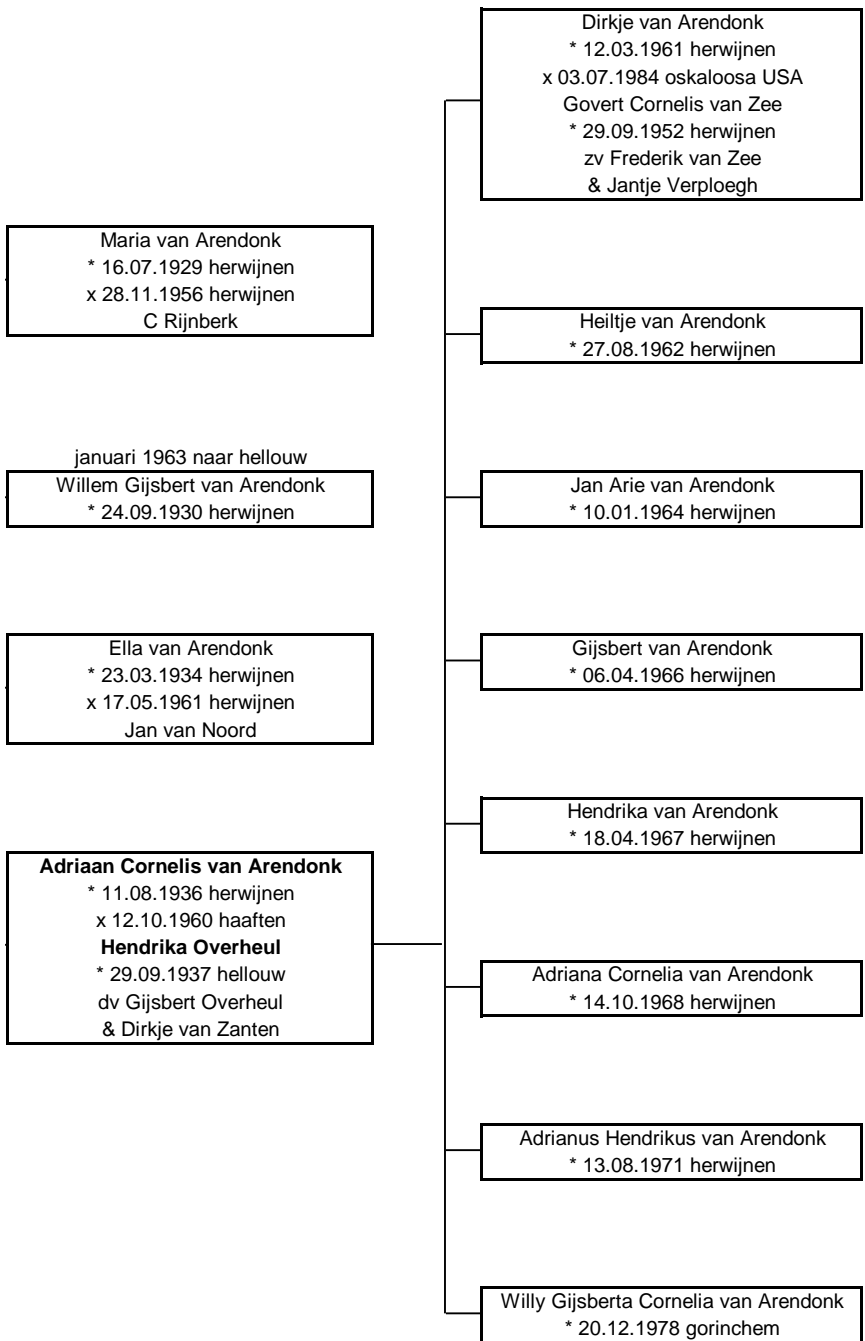 Maria van Arendonk
* 16.07.1929 herwijnen
x 28.11.1956 herwijnen
C Rijnberk
januari 1963 naar hellouw
Willem Gijsbert van Arendonk
* 24.09.1930 herwijnen
Ella van Arendonk
* 23.03.1934 herwijnen
x 17.05.1961 herwijnen
Jan van Noord
Adriaan Cornelis van Arendonk
* 11.08.1936 herwijnen
x 12.10.1960 haaften
Hendrika Overheul
* 29.09.1937 hellouw
dv Gijsbert Overheul
& Dirkje van Zanten
Dirkje van Arendonk
* 12.03.1961 herwijnen
x 03.07.1984 oskaloosa USA
Govert Cornelis van Zee
* 29.09.1952 herwijnen
zv Frederik van Zee
& Jantje Verploegh
Heiltje van Arendonk
* 27.08.1962 herwijnen
Jan Arie van Arendonk
* 10.01.1964 herwijnen
Gijsbert van Arendonk
* 06.04.1966 herwijnen
Hendrika van Arendonk
* 18.04.1967 herwijnen
Adriana Cornelia van Arendonk
* 14.10.1968 herwijnen
Adrianus Hendrikus van Arendonk
* 13.08.1971 herwijnen
Willy Gijsberta Cornelia van Arendonk
* 20.12.1978 gorinchem